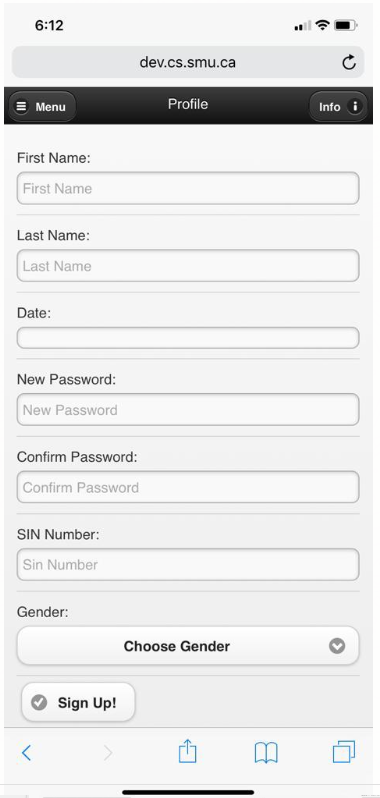 6:12
dev.cs.smu.ca
Menu Profile Info i
First Name:
First Name
Last Name:
Last Name
Date:
New Password:
New Password
Confirm Password:
Confirm Password
SIN Number:
Sin Number
Gender:
Choose Gender
Sign Up!